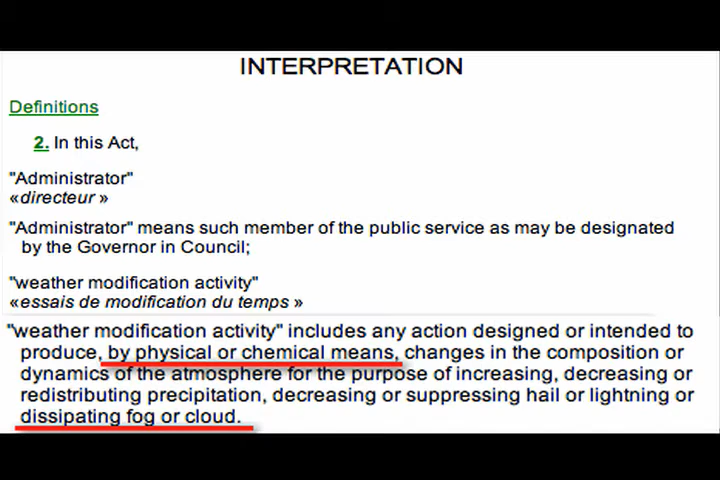 INTERPRETATION
Definitions
2. In this Act,
"Administrator"
«directeur »
"Administrator" means such member of the public service as may be designated
by the Governor in Council;
"weather modification activity"
«essais de modification du temps »
"weather modification activity" includes any action designed or intended to
produce, by physical or chemical means, changes in the composition or
dynamics of the atmosphere for the purpose of increasing, decreasing or
redistributing precipitation, decreasing or suppressing hail or lightning or
dissipating fog or cloud.